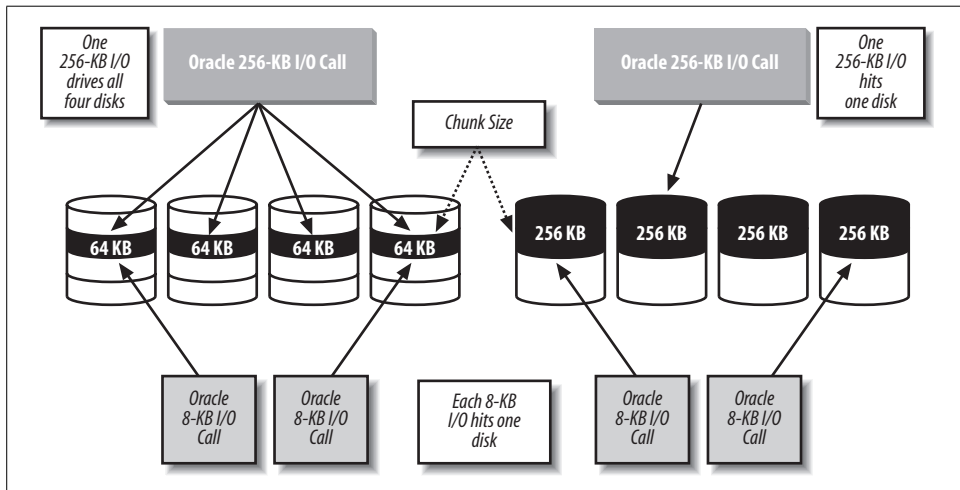 One
256-KB I/O
drives all
four disks
Oracle 256-KB I/O Call
Oracle 256-KB I/O Call
One
256-KB I/O
hits
one disk
Chunk Size
64 KB
64 KB
64 KB
64 KB
256 KB
256 KB
256 KB
256 KB
Oracle
8-KB I/O
Call
Oracle
8-KB I/O
Call
Each 8-KB
I/O hits one
disk
Oracle
8-KB I/O
Call
Oracle
8-KB I/O
Call